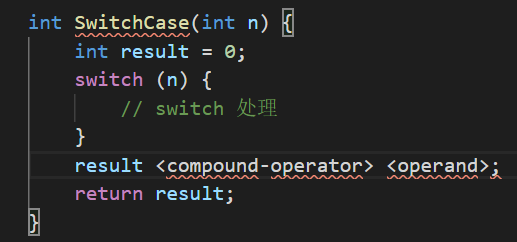 int SwitchCase(int n) {
    int result = 0;
    switch (n) {
        // switch 处理
    }
    result <compound-operator> <operand>;
    return result;
}